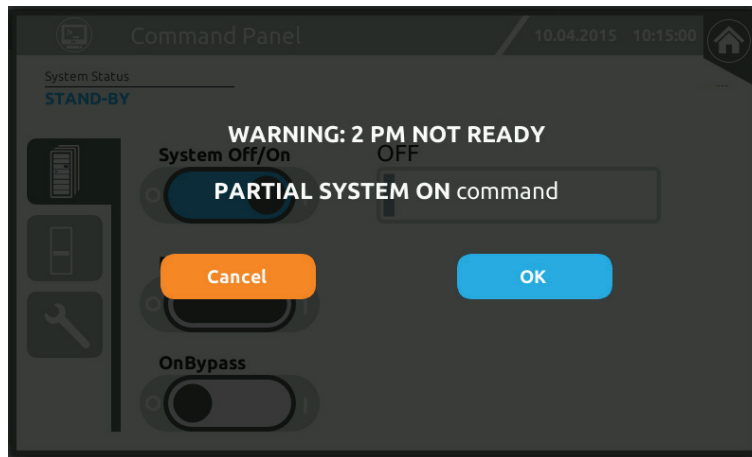 Command Panel
10.04.2015 10:15:00
System Status
STAND-BY
WARNING: 2 PM NOT READY
System Off/On
OFF
PARTIAL SYSTEM ON command
Cancel
OK
OnBypass